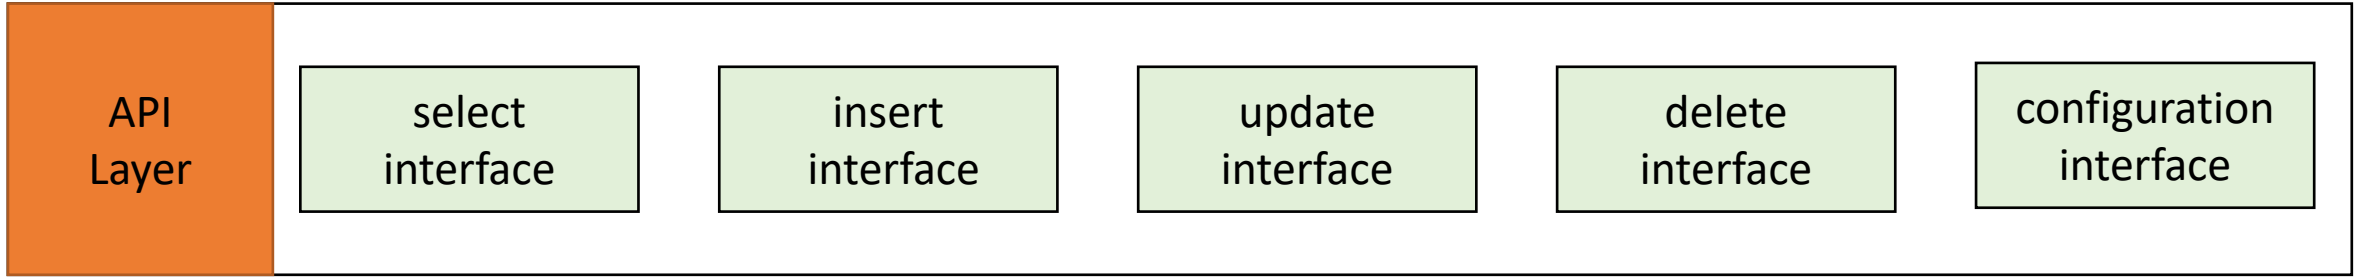 API
Layer
select
interface
insert
interface
update
interface
delete
interface
configuration
interface